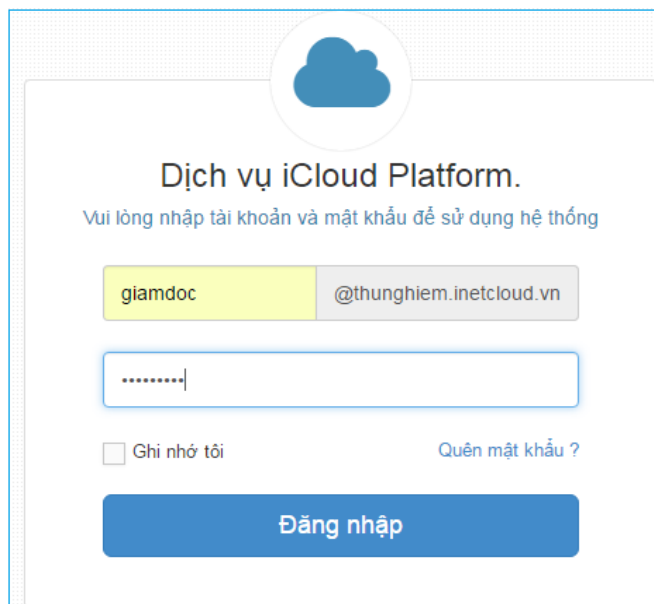 Dịch vụ iCloud Platform.
Vui lòng nhập tài khoản và mật khẩu để sử dụng hệ thống
giamdoc @thunghiem.inetcloud.vn
•••••••••
Ghi nhớ tôi Quên mật khẩu ?
Đăng nhập